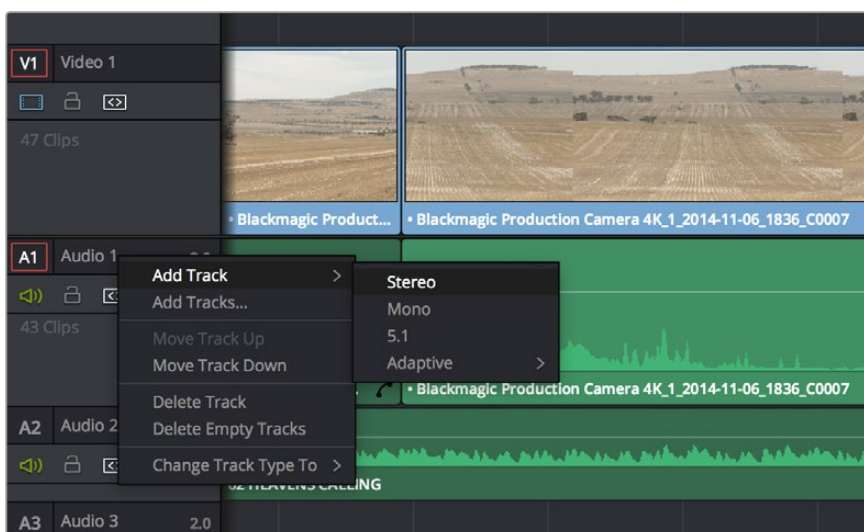 V1 Video 1
47 Clips
• Blackmagic Product...
• Blackmagic Production Camera 4K_1_2014-11-06_1836_C0007
A1 Audio 1
43 Clips
Add Track >
Add Tracks...
Move Track Up
Move Track Down
Delete Track
Delete Empty Tracks
Change Track Type To >
Stereo
Mono
5.1
Adaptive >
• Blackmagic Production Camera 4K_1_2014-11-06_1836_C0007
A2 Audio 2
HEAVENS CALLING
A3 Audio 3 2.0